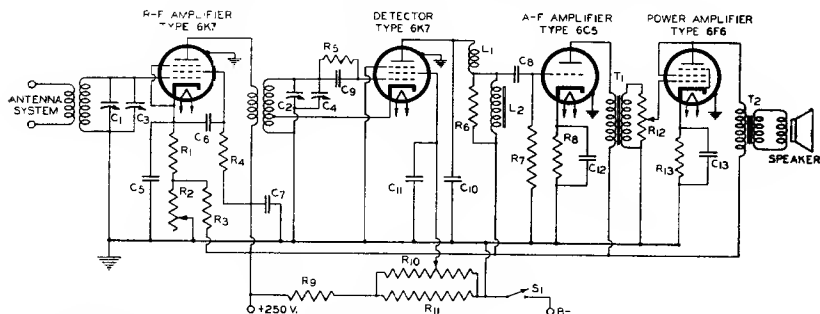 R-F AMPLIFIER
TYPE 6K7
DETECTOR
TYPE 6K7
A-F AMPLIFIER
TYPE 6C5
POWER AMPLIFIER
TYPE 6F6
ANTENNA
SYSTEM
C1
C3
C5
R1
R2
C6
R4
R3
C7
R5
C9
C2
C4
C11
C10
L1
L2
R6
C8
R7
R8
C12
T1
R12
R13
C13
T2
SPEAKER
R9
R10
R11
S1
+250 V.
B-